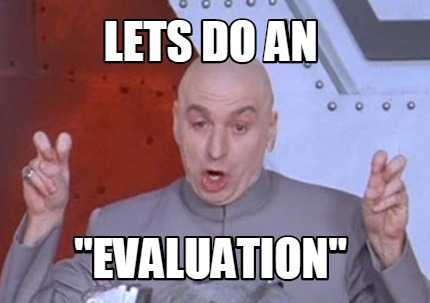 LETS DO AN
"EVALUATION"